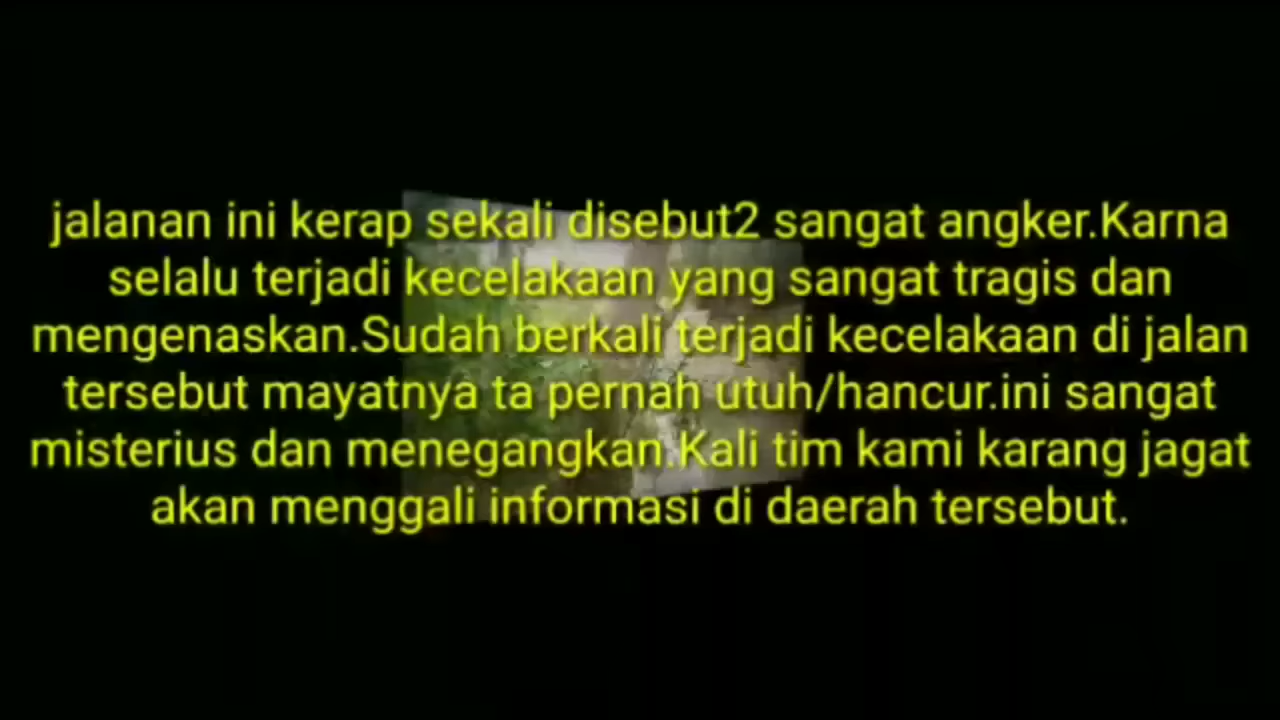 jalanan ini kerap sekali disebut2 sangat angker.Karna
selalu terjadi kecelakaan yang sangat tragis dan
mengenaskan.Sudah berkali terjadi kecelakaan di jalan
tersebut mayatnya ta pernah utuh/hancur.ini sangat
misterius dan menegangkan.Kali tim kami karang jagat
akan menggali informasi di daerah tersebut.